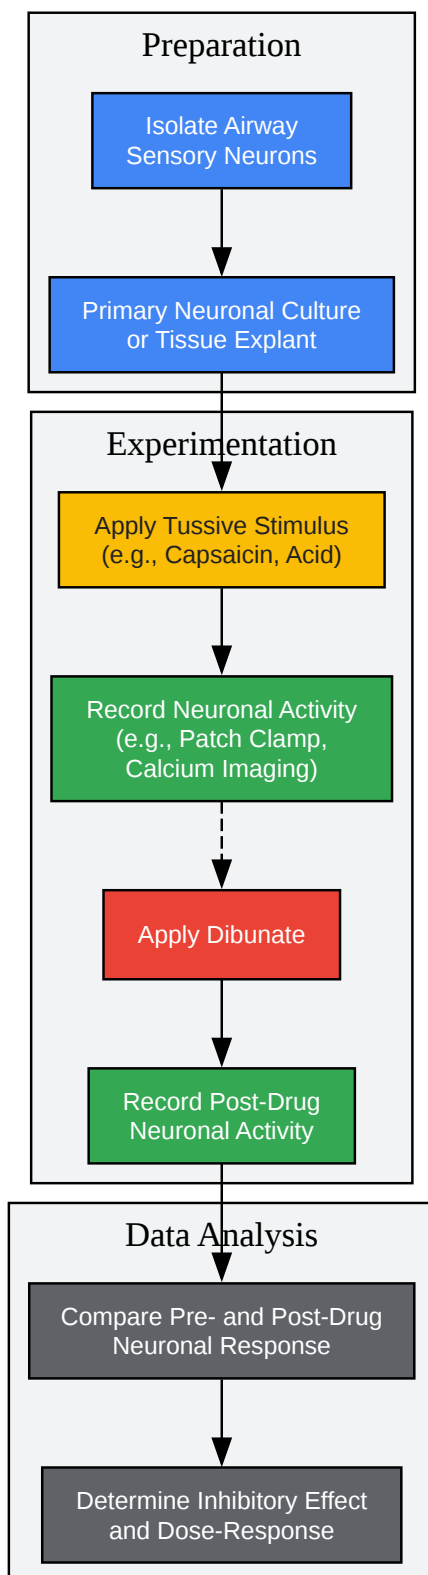 Preparation
Isolate Airway
Sensory Neurons
Primary Neuronal Culture
or Tissue Explant
Experimentation
Apply Tussive Stimulus
(e.g., Capsaicin, Acid)
Record Neuronal Activity
(e.g., Patch Clamp,
Calcium Imaging)
Apply Dibunate
Record Post-Drug
Neuronal Activity
Data Analysis
Compare Pre- and Post-Drug
Neuronal Response
Determine Inhibitory Effect
and Dose-Response